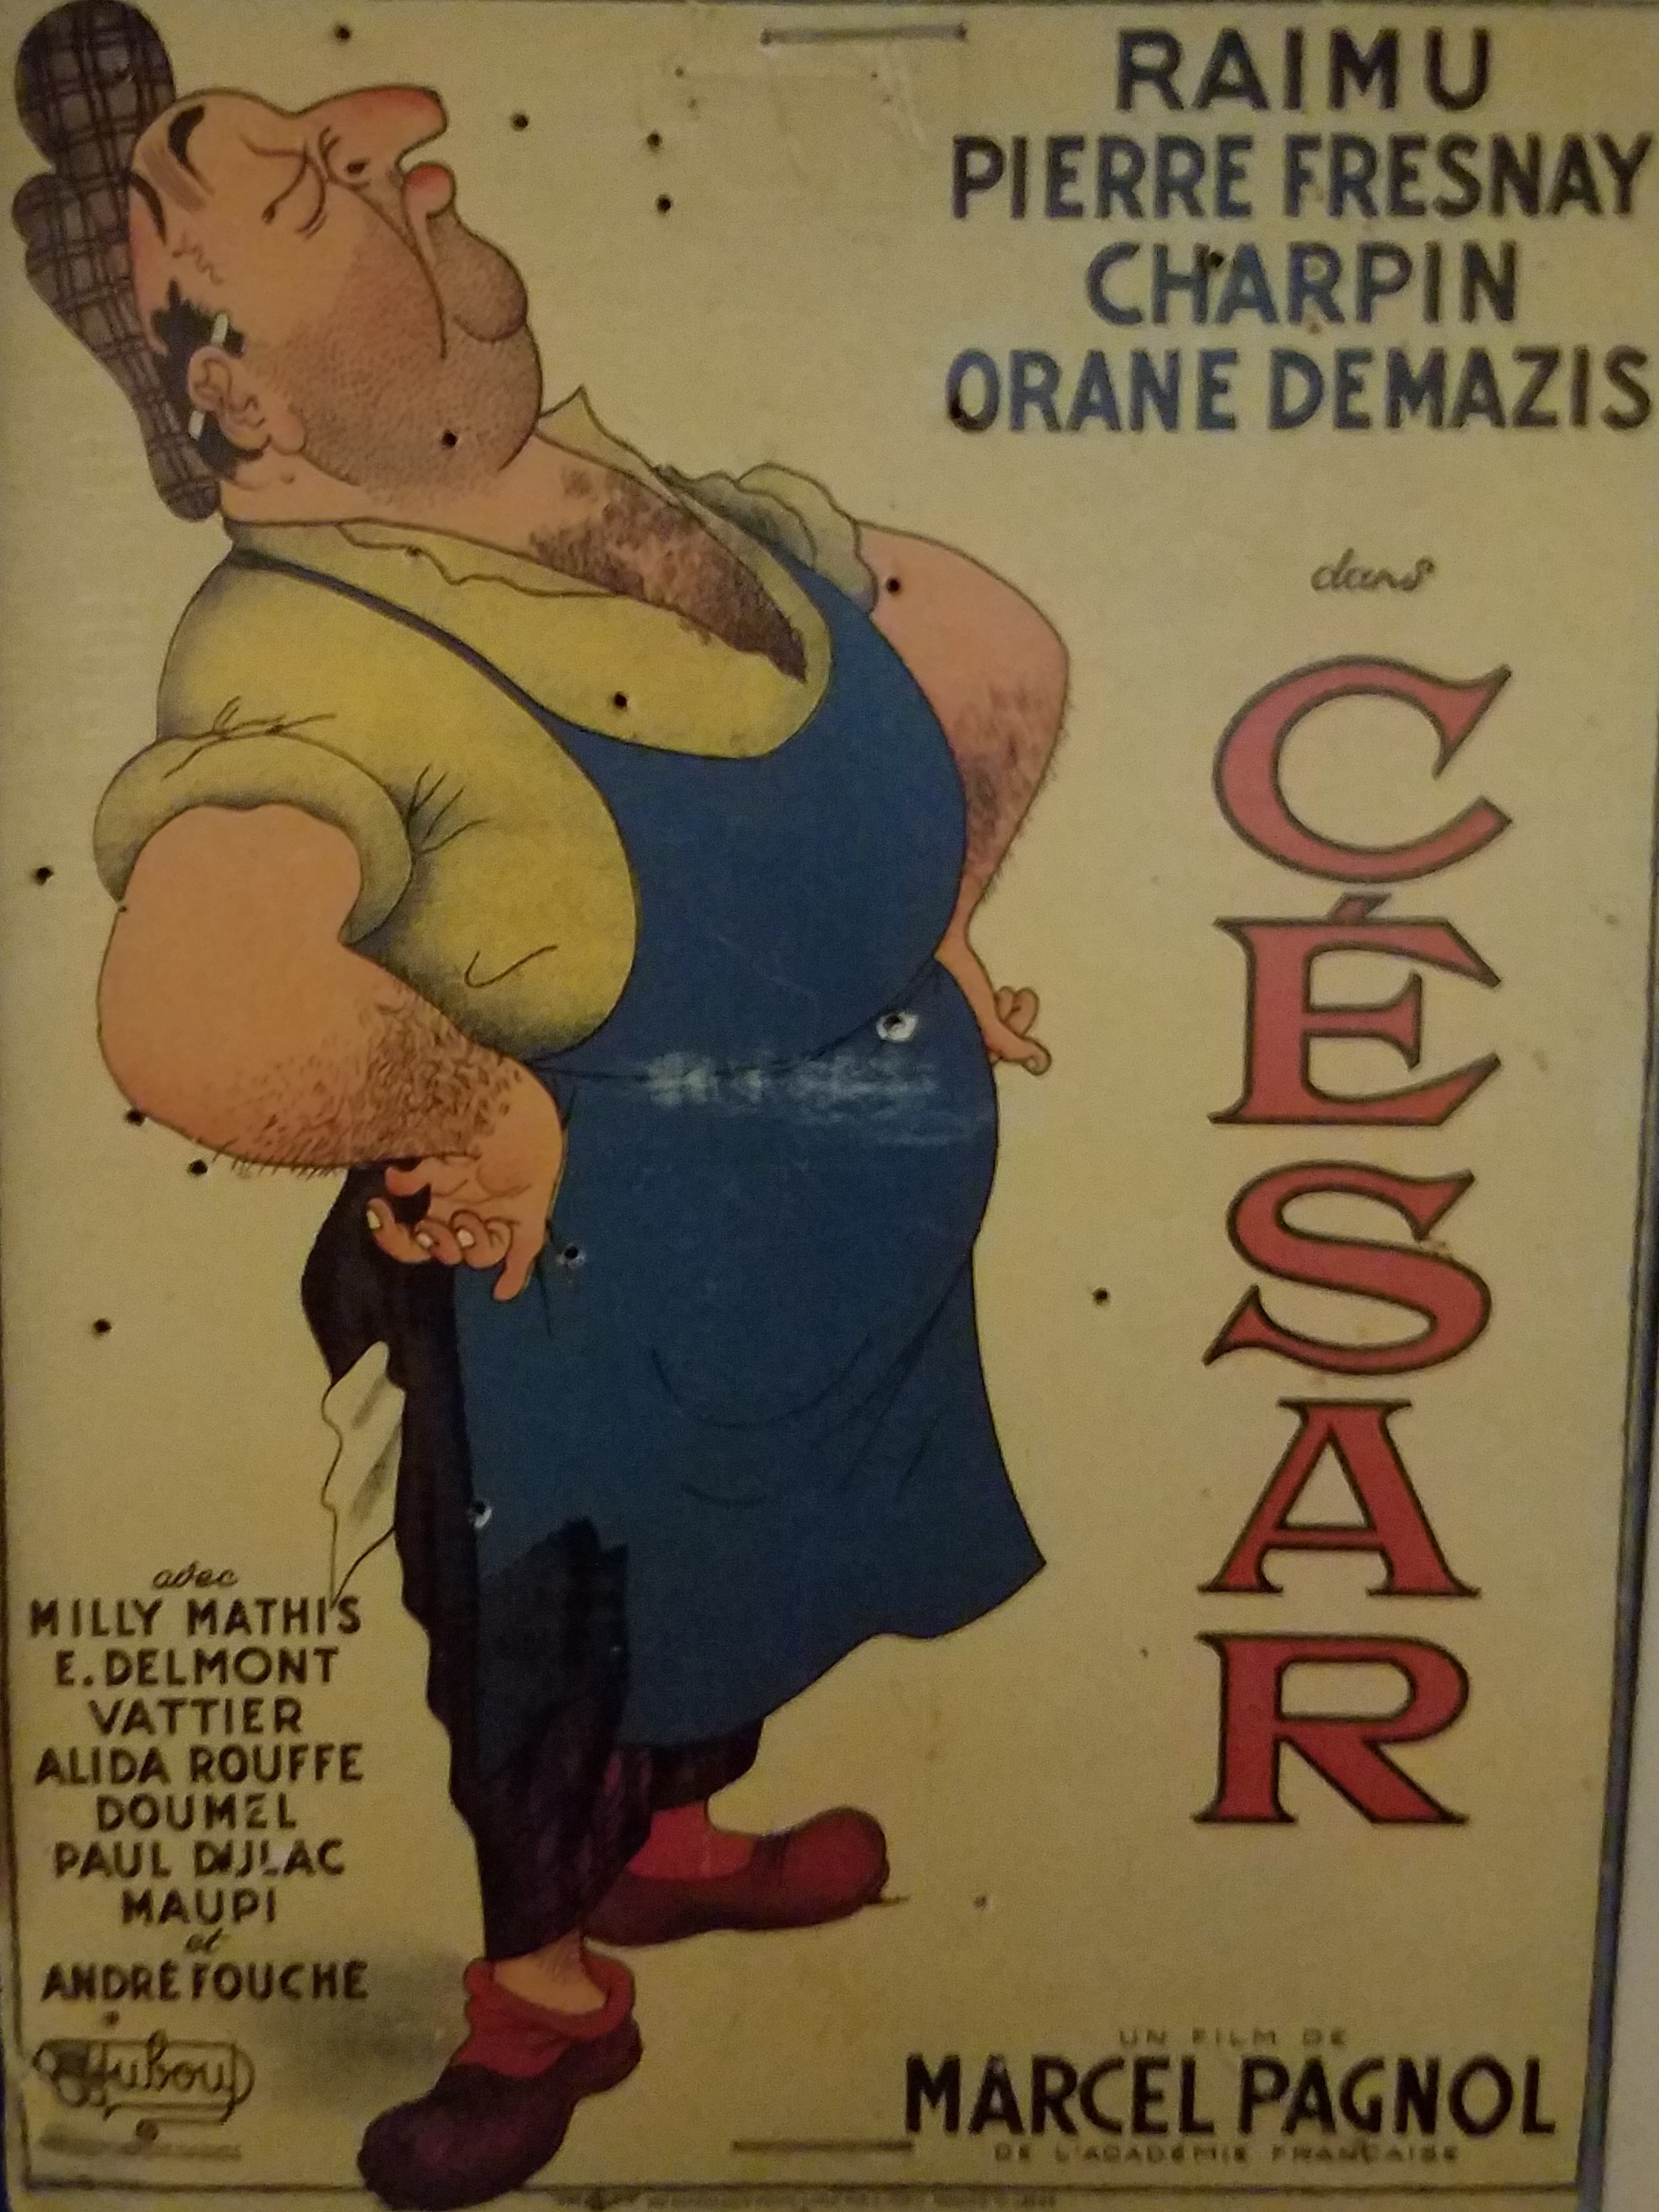 RAIMU
PIERRE FRESNAY
CHARPIN
ORANE DEMAZIS
dans
CÉSAR
avec
MILLY MATHIS
E. DELMONT
VATTIER
ALIDA ROUFFE
DOUMEL
PAUL DULLAC
MAUPI
et
ANDRÉ FOUCHÉ
Dubout
UN FILM DE
MARCEL PAGNOL
DE L'ACADÉMIE FRANÇAISE